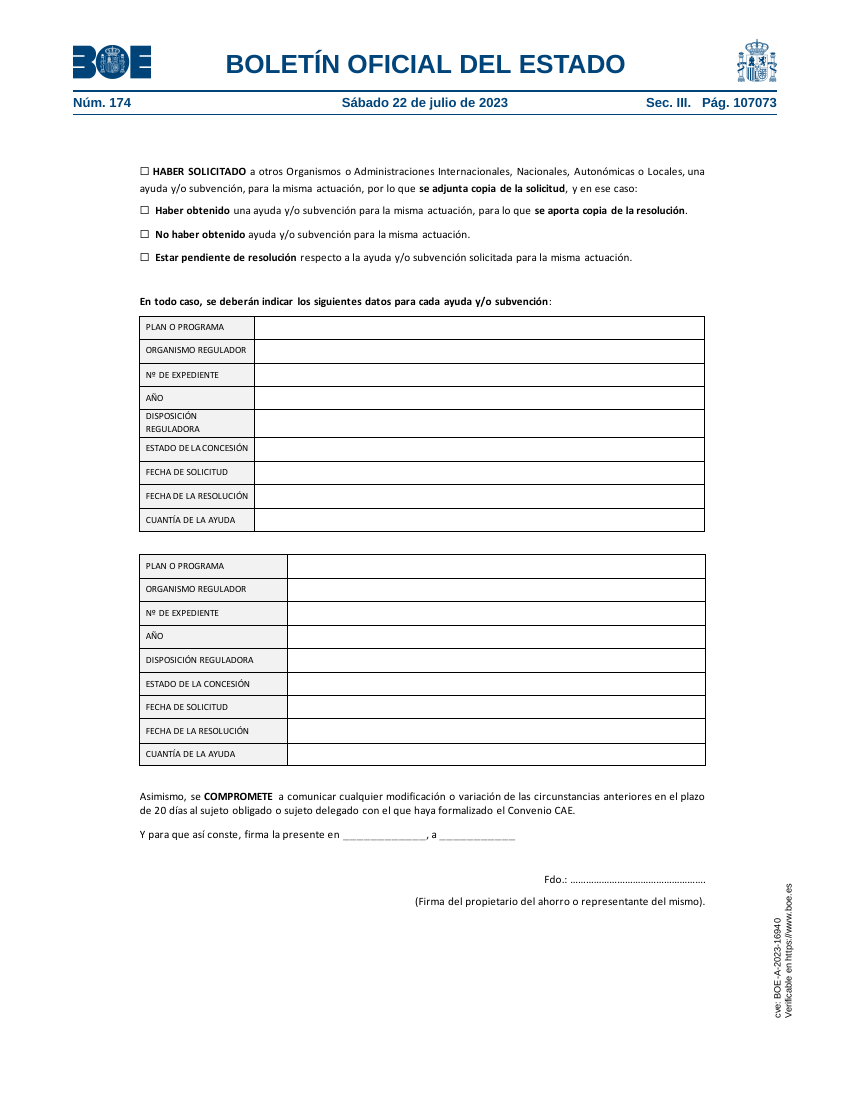 BOE
BOLETÍN OFICIAL DEL ESTADO
Núm. 174 Sábado 22 de julio de 2023 Sec. III. Pág. 107073
☐ HABER SOLICITADO a otros Organismos o Administraciones Internacionales, Nacionales, Autonómicas o Locales, una
ayuda y/o subvención, para la misma actuación, por lo que se adjunta copia de la solicitud, y en ese caso:
☐ Haber obtenido una ayuda y/o subvención para la misma actuación, para lo que se aporta copia de la resolución.
☐ No haber obtenido ayuda y/o subvención para la misma actuación.
☐ Estar pendiente de resolución respecto a la ayuda y/o subvención solicitada para la misma actuación.
En todo caso, se deberán indicar los siguientes datos para cada ayuda y/o subvención:
PLAN O PROGRAMA
ORGANISMO REGULADOR
Nº DE EXPEDIENTE
AÑO
DISPOSICIÓN
REGULADORA
ESTADO DE LA CONCESIÓN
FECHA DE SOLICITUD
FECHA DE LA RESOLUCIÓN
CUANTÍA DE LA AYUDA
PLAN O PROGRAMA
ORGANISMO REGULADOR
Nº DE EXPEDIENTE
AÑO
DISPOSICIÓN REGULADORA
ESTADO DE LA CONCESIÓN
FECHA DE SOLICITUD
FECHA DE LA RESOLUCIÓN
CUANTÍA DE LA AYUDA
Asimismo, se COMPROMETE a comunicar cualquier modificación o variación de las circunstancias anteriores en el plazo
de 20 días al sujeto obligado o sujeto delegado con el que haya formalizado el Convenio CAE.
Y para que así conste, firma la presente en _____________, a ____________
Fdo.: …………………………………………….
(Firma del propietario del ahorro o representante del mismo).
cve: BOE-A-2023-16940
Verificable en https://www.boe.es